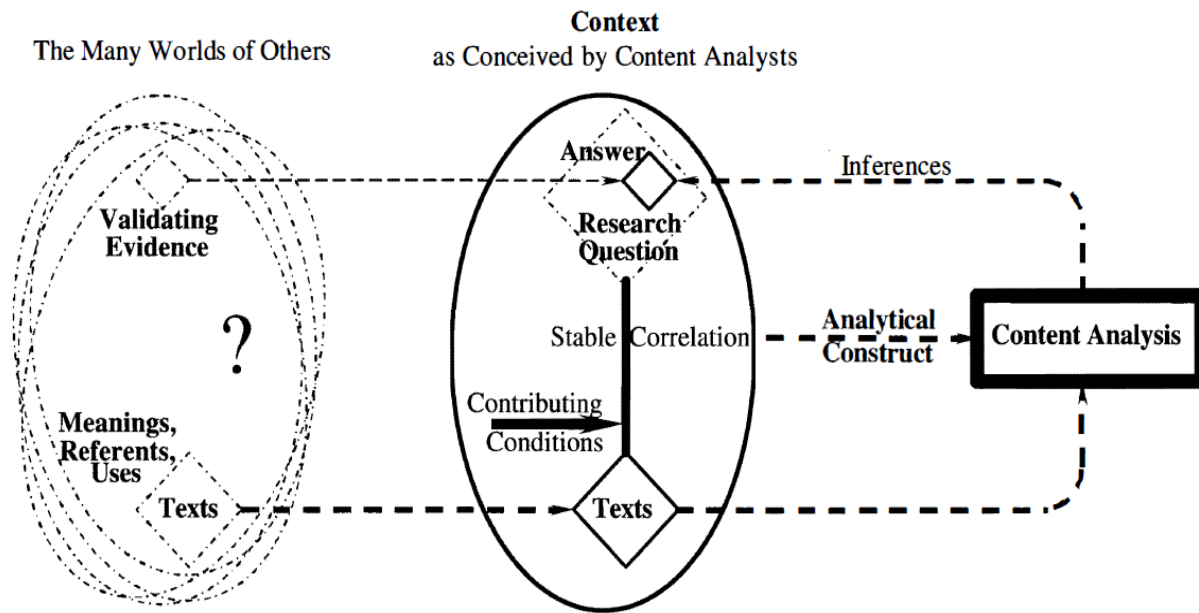 The Many Worlds of Others
Context
as Conceived by Content Analysts
Answer
Inferences
Validating
Evidence
Research
Question
?
Stable Correlation
Analytical
Construct
Content Analysis
Contributing
Conditions
Meanings,
Referents,
Uses
Texts
Texts